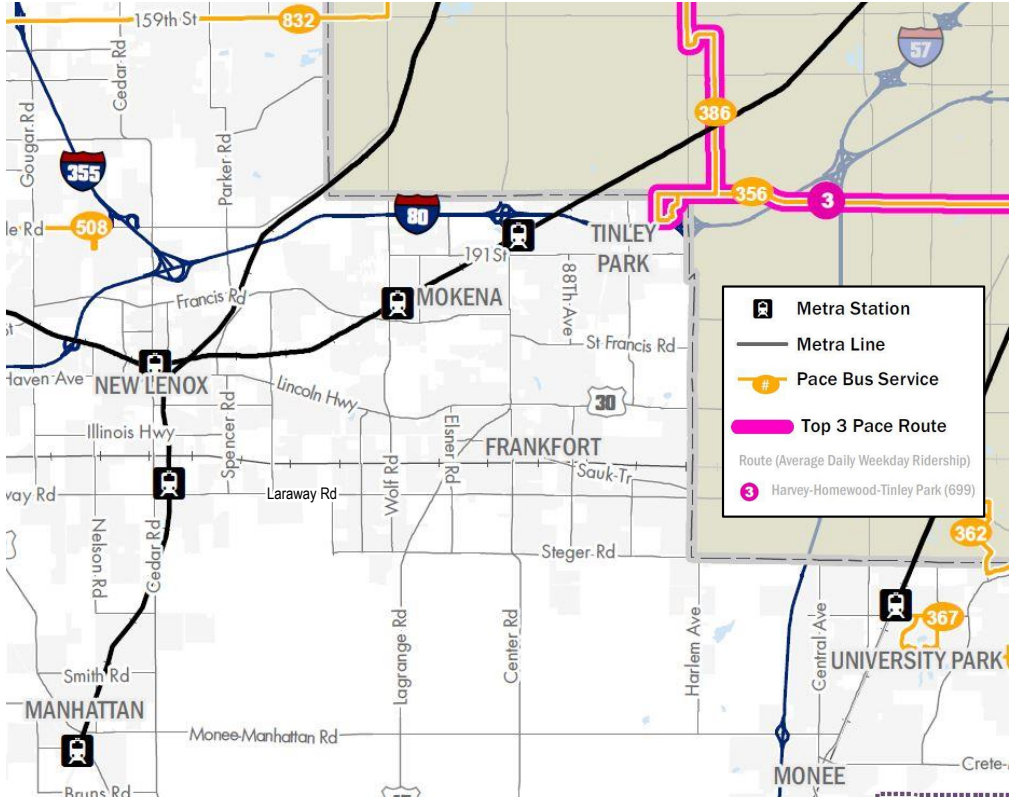 159th St
832
Cedar Rd
Gougar Rd
Parker Rd
57
386
355
356
3
80
508
le Rd
TINLEY
PARK
191St
88Th Ave
MOKENA
Francis Rd
St
St Francis Rd
Haven Ave
NEW LENOX
Lincoln Hwy
30
Spencer Rd
Illinois Hwy
Elsner Rd
FRANKFORT
Wolf Rd
Sauk-Tr
way Rd
Laraway Rd
Nelson Rd
Cedar Rd
Steger Rd
Metra Station
Metra Line
#
Pace Bus Service
Top 3 Pace Route
Route (Average Daily Weekday Ridership)
3
Harvey-Homewood-Tinley Park (699)
362
367
Lagrange Rd
Center Rd
Harlem Ave
Central Ave
UNIVERSITY PARK
Smith Rd
MANHATTAN
Monee-Manhattan Rd
MONEE
Crete-
Bruns Rd